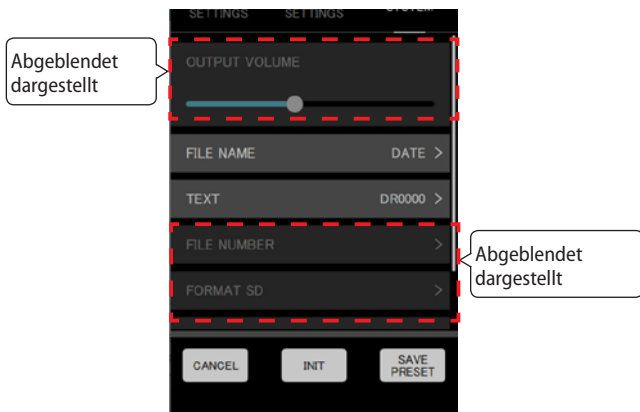 SETTINGS SETTINGS SYSTEM
Abgeblendet
dargestellt
OUTPUT VOLUME
FILE NAME DATE >
TEXT DR0000 >
FILE NUMBER >
FORMAT SD >
Abgeblendet
dargestellt
CANCEL INIT SAVE
PRESET